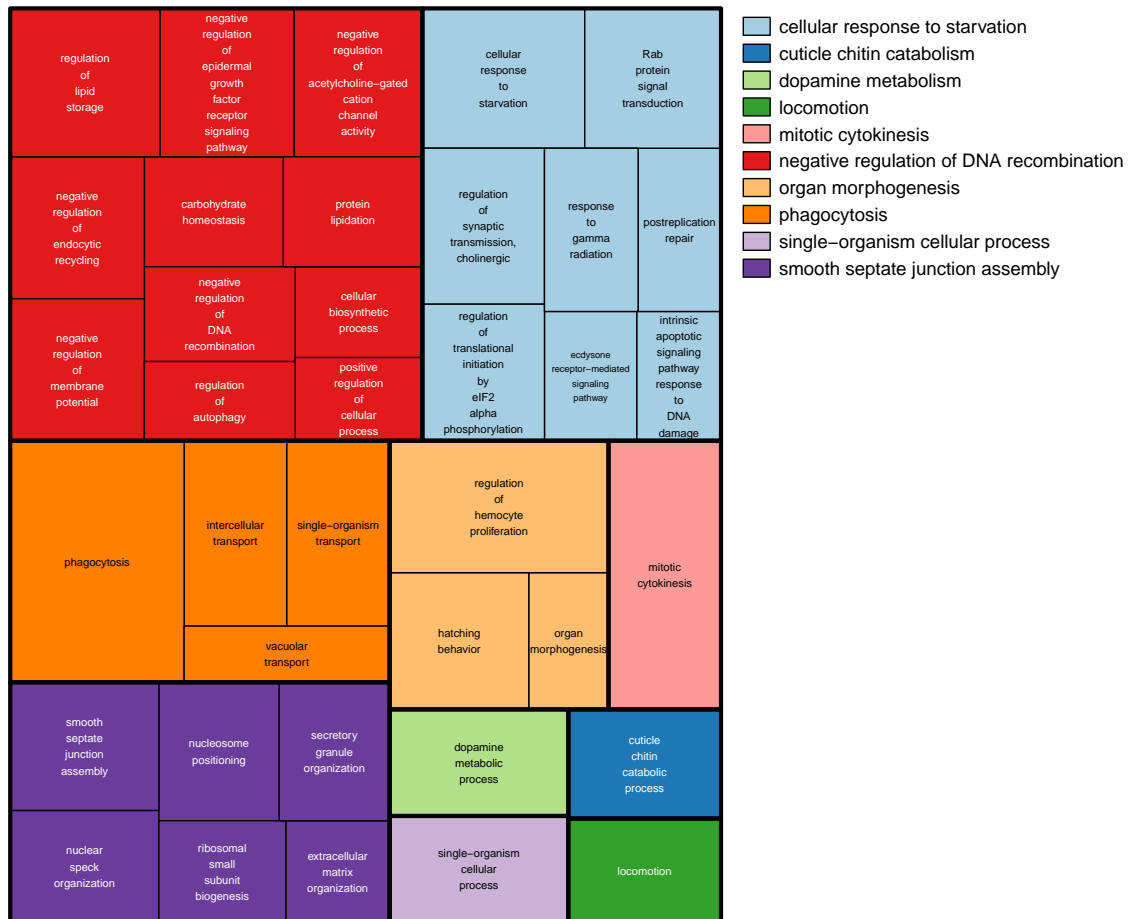 regulation
of
lipid
storage
negative
regulation
of
epidermal
growth
factor
receptor
signaling
pathway
negative
regulation
of
acetylcholine−gated
cation
channel
activity
negative
regulation
of
endocytic
recycling
carbohydrate
homeostasis
protein
lipidation
negative
regulation
of
membrane
potential
negative
regulation
of
DNA
recombination
cellular
biosynthetic
process
regulation
of
autophagy
positive
regulation
of
cellular
process
cellular
response
to
starvation
Rab
protein
signal
transduction
regulation
of
synaptic
transmission,
cholinergic
response
to
gamma
radiation
postreplication
repair
regulation
of
translational
initiation
by
eIF2
alpha
phosphorylation
ecdysone
receptor−mediated
signaling
pathway
intrinsic
apoptotic
signaling
pathway
response
to
DNA
damage
phagocytosis
intercellular
transport
single−organism
transport
vacuolar
transport
regulation
of
hemocyte
proliferation
hatching
behavior
organ
morphogenesis
mitotic
cytokinesis
smooth
septate
junction
assembly
nucleosome
positioning
secretory
granule
organization
nuclear
speck
organization
ribosomal
small
subunit
biogenesis
extracellular
matrix
organization
dopamine
metabolic
process
cuticle
chitin
catabolic
process
single−organism
cellular
process
locomotion
cellular response to starvation
cuticle chitin catabolism
dopamine metabolism
locomotion
mitotic cytokinesis
negative regulation of DNA recombination
organ morphogenesis
phagocytosis
single−organism cellular process
smooth septate junction assembly